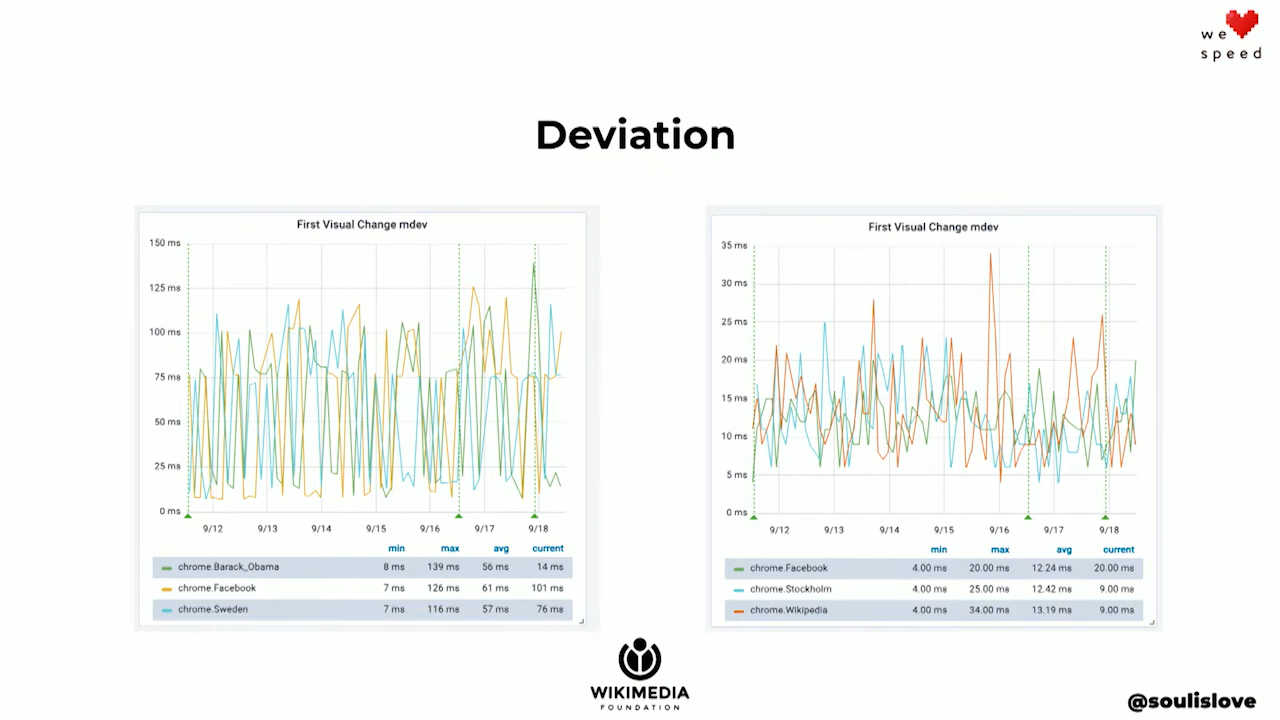 we
speed
Deviation
First Visual Change mdev
150 ms
125 ms
100 ms
75 ms
50 ms
25 ms
0 ms
9/12 9/13 9/14 9/15 9/16 9/17 9/18
min max avg current
chrome.Barack_Obama 8 ms 139 ms 56 ms 14 ms
chrome.Facebook 7 ms 126 ms 61 ms 101 ms
chrome.Sweden 7 ms 116 ms 57 ms 76 ms
First Visual Change mdev
35 ms
30 ms
25 ms
20 ms
15 ms
10 ms
5 ms
0 ms
9/12 9/13 9/14 9/15 9/16 9/17 9/18
min max avg current
chrome.Facebook 4.00 ms 20.00 ms 12.24 ms 20.00 ms
chrome.Stockholm 4.00 ms 25.00 ms 12.42 ms 9.00 ms
chrome.Wikipedia 4.00 ms 34.00 ms 13.19 ms 9.00 ms
WIKIMEDIA
FOUNDATION
@soulislove